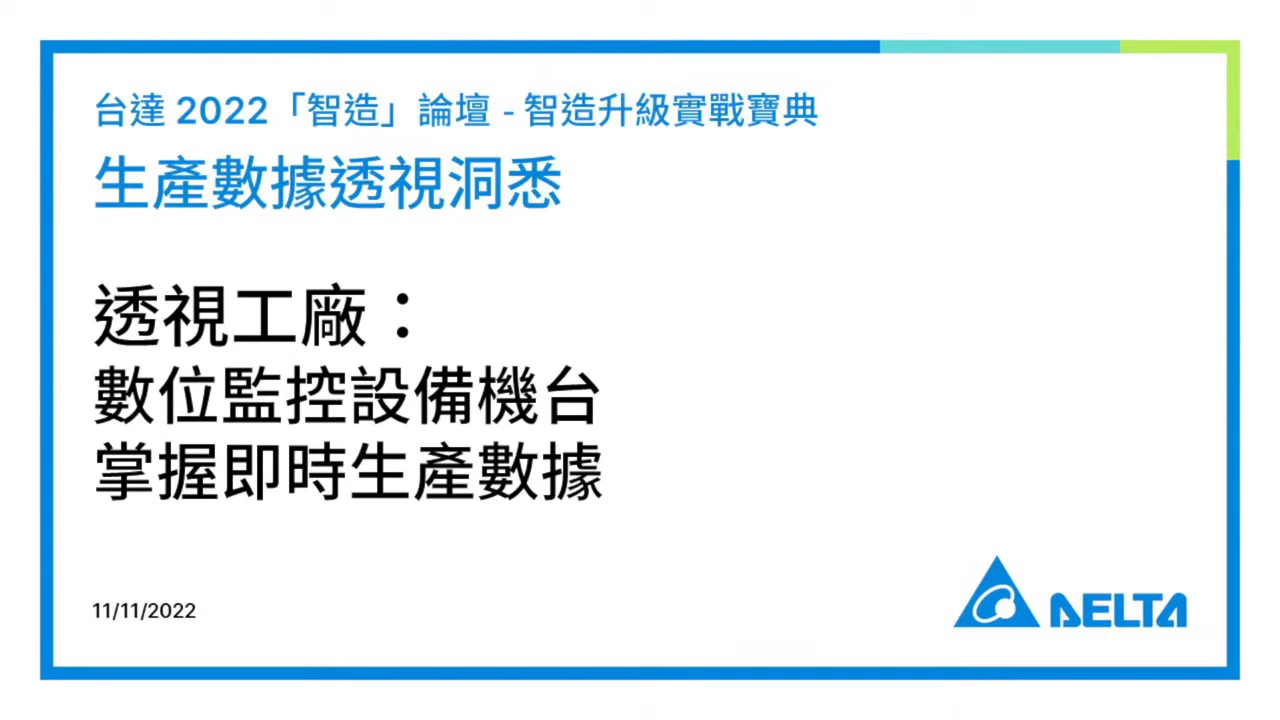 台達 2022「智造」論壇 - 智造升級實戰寶典
生產數據透視洞悉
透視工廠：
數位監控設備機台
掌握即時生產數據
11/11/2022
DELTA